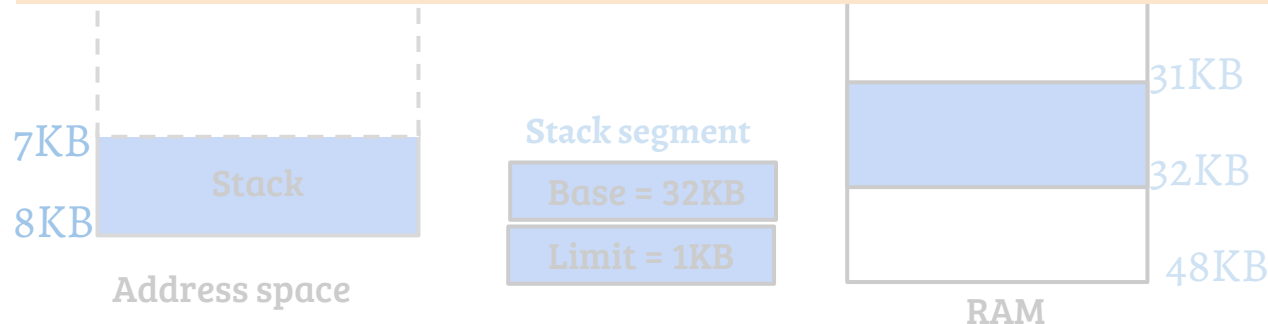 7KB
Stack
8KB
Address space
Stack segment
Base = 32KB
Limit = 1KB
31KB
32KB
48KB
RAM